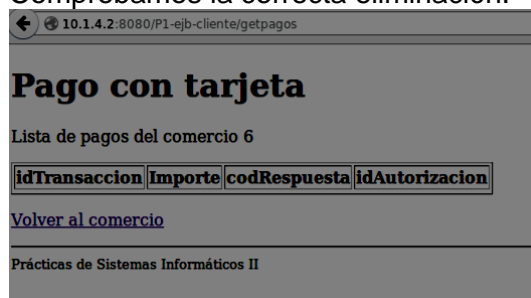 Comprobamos la correcta eliminación.
10.1.4.2:8080/P1-ejb-cliente/getpagos
Pago con tarjeta
Lista de pagos del comercio 6
idTransaccion Importe codRespuesta idAutorizacion
Volver al comercio
Prácticas de Sistemas Informáticos II